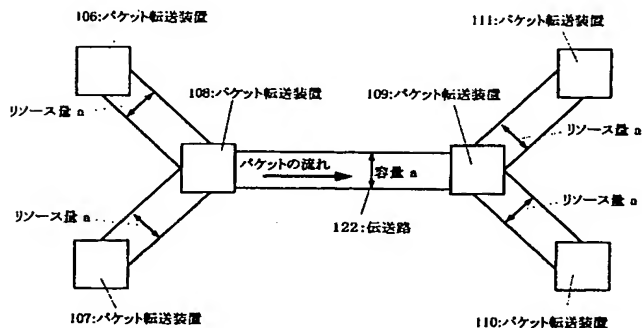 106:パケット転送装置
111:パケット転送装置
リソース量 a
108:パケット転送装置
109:パケット転送装置
リソース量 a
パケットの流れ
容量 a
リソース量 a
リソース量 a
122:伝送路
107:パケット転送装置
110:パケット転送装置